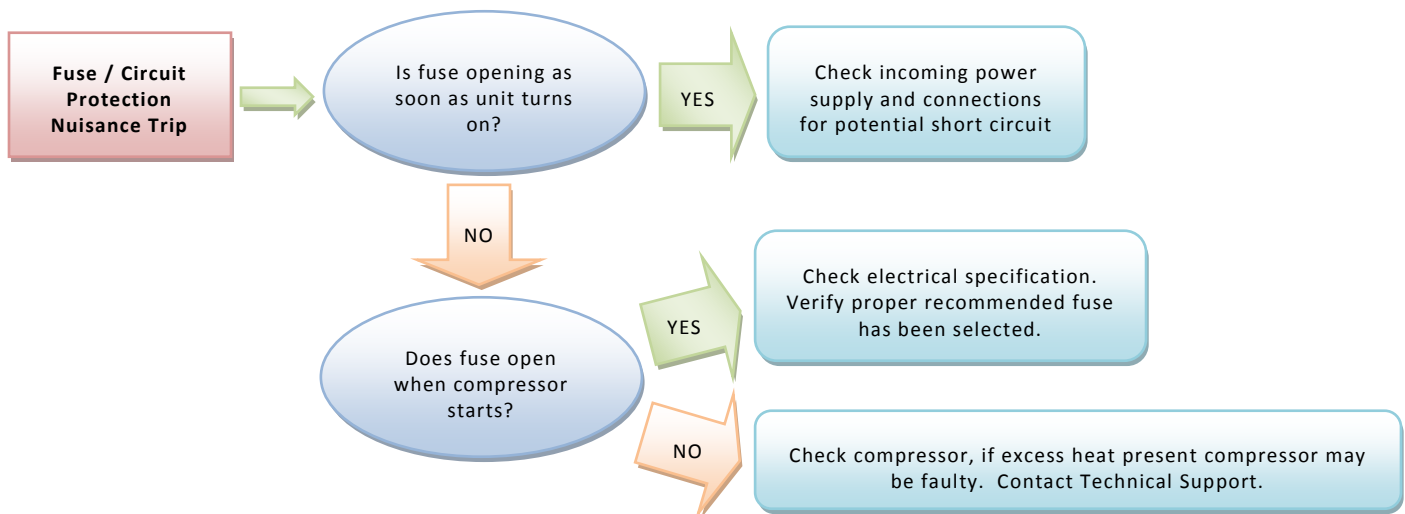 Fuse / Circuit
Protection
Nuisance Trip
Is fuse opening as
soon as unit turns
on?
YES
Check incoming power
supply and connections
for potential short circuit
NO
Does fuse open
when compressor
starts?
YES
Check electrical specification.
Verify proper recommended fuse
has been selected.
NO
Check compressor, if excess heat present compressor may
be faulty.  Contact Technical Support.